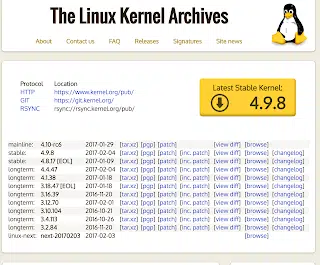 The Linux Kernel Archives
About Contact us FAQ Releases Signatures Site news
Protocol Location
HTTP https://www.kernel.org/pub/
GIT https://git.kernel.org/
RSYNC rsync://rsync.kernel.org/pub/
Latest Stable Kernel:
4.9.8
mainline: 4.10-rc6 2017-01-29 [tar.xz] [pgp] [patch] [view diff] [browse]
stable: 4.9.8 2017-02-04 [tar.xz] [pgp] [patch] [inc. patch] [view diff] [browse] [changelog]
stable: 4.8.17 [EOL] 2017-01-09 [tar.xz] [pgp] [patch] [inc. patch] [view diff] [browse] [changelog]
longterm: 4.4.47 2017-02-04 [tar.xz] [pgp] [patch] [inc. patch] [view diff] [browse] [changelog]
longterm: 4.1.38 2017-01-18 [tar.xz] [pgp] [patch] [inc. patch] [view diff] [browse] [changelog]
longterm: 3.18.47 [EOL] 2017-01-18 [tar.xz] [pgp] [patch] [inc. patch] [view diff] [browse] [changelog]
longterm: 3.16.39 2016-11-20 [tar.xz] [pgp] [patch] [inc. patch] [view diff] [browse] [changelog]
longterm: 3.12.70 2017-02-01 [tar.xz] [pgp] [patch] [inc. patch] [view diff] [browse] [changelog]
longterm: 3.10.104 2016-10-21 [tar.xz] [pgp] [patch] [inc. patch] [view diff] [browse] [changelog]
longterm: 3.4.113 2016-10-26 [tar.xz] [pgp] [patch] [inc. patch] [view diff] [browse] [changelog]
longterm: 3.2.84 2016-11-20 [tar.xz] [pgp] [patch] [inc. patch] [view diff] [browse] [changelog]
linux-next: next-20170203 2017-02-03 [browse]